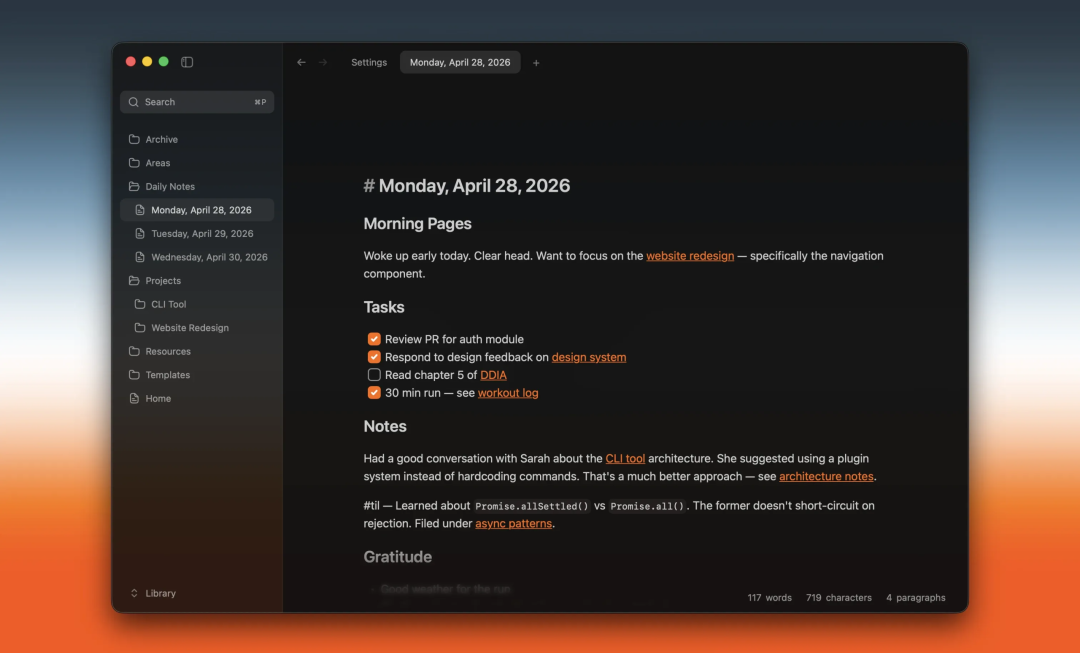 Settings
Monday, April 28, 2026
Search
⌘P
Archive
Areas
Daily Notes
Monday, April 28, 2026
Tuesday, April 29, 2026
Wednesday, April 30, 2026
Projects
CLI Tool
Website Redesign
Resources
Templates
Home
Library
# Monday, April 28, 2026
Morning Pages
Woke up early today. Clear head. Want to focus on the website redesign — specifically the navigation
component.
Tasks
Review PR for auth module
Respond to design feedback on design system
Read chapter 5 of DDIA
30 min run — see workout log
Notes
Had a good conversation with Sarah about the CLI tool architecture. She suggested using a plugin
system instead of hardcoding commands. That's a much better approach — see architecture notes.
#til — Learned about Promise.allSettled() vs Promise.all(). The former doesn't short-circuit on
rejection. Filed under async patterns.
Gratitude
Good weather for the run
117 words 719 characters 4 paragraphs